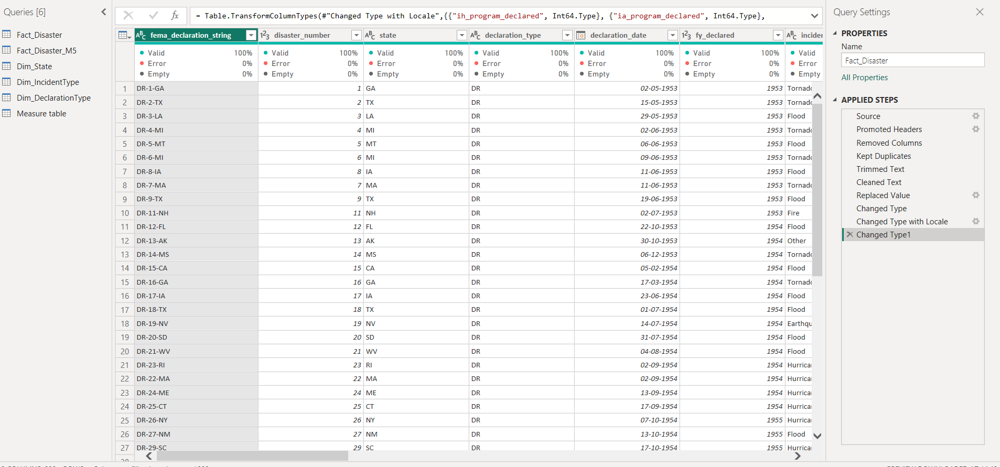 Queries [6]
Fact_Disaster
Fact_Disaster_M5
Dim_State
Dim_IncidentType
Dim_DeclarationType
Measure table
fx = Table.TransformColumnTypes(#"Changed Type with Locale",{{"ih_program_declared", Int64.Type}, {"ia_program_declared", Int64.Type},
ABC fema_declaration_string 123 disaster_number ABC state ABC declaration_type declaration_date 123 fy_declared ABC inciden
Valid 100% Valid 100% Valid 100% Valid 100% Valid 100% Valid 100% Valid
Error 0% Error 0% Error 0% Error 0% Error 0% Error 0% Error
Empty 0% Empty 0% Empty 0% Empty 0% Empty 0% Empty 0% Empty
1 DR-1-GA 1 GA DR 02-05-1953 1953 Tornado
2 DR-2-TX 2 TX DR 15-05-1953 1953 Tornado
3 DR-3-LA 3 LA DR 29-05-1953 1953 Flood
4 DR-4-MI 4 MI DR 02-06-1953 1953 Tornado
5 DR-5-MT 5 MT DR 06-06-1953 1953 Flood
6 DR-6-MI 6 MI DR 09-06-1953 1953 Tornado
7 DR-8-IA 8 IA DR 11-06-1953 1953 Flood
8 DR-7-MA 7 MA DR 11-06-1953 1953 Tornado
9 DR-9-TX 9 TX DR 19-06-1953 1953 Flood
10 DR-11-NH 11 NH DR 02-07-1953 1953 Fire
11 DR-12-FL 12 FL DR 22-10-1953 1954 Flood
12 DR-13-AK 13 AK DR 30-10-1953 1954 Other
13 DR-14-MS 14 MS DR 06-12-1953 1954 Tornado
14 DR-15-CA 15 CA DR 05-02-1954 1954 Flood
15 DR-16-GA 16 GA DR 17-03-1954 1954 Tornado
16 DR-17-IA 17 IA DR 23-06-1954 1954 Flood
17 DR-18-TX 18 TX DR 01-07-1954 1954 Flood
18 DR-19-NV 19 NV DR 14-07-1954 1954 Earthqu
19 DR-20-SD 20 SD DR 31-07-1954 1954 Flood
20 DR-21-WV 21 WV DR 04-08-1954 1954 Flood
21 DR-23-RI 23 RI DR 02-09-1954 1954 Hurrica
22 DR-22-MA 22 MA DR 02-09-1954 1954 Hurrica
23 DR-24-ME 24 ME DR 13-09-1954 1954 Hurrica
24 DR-25-CT 25 CT DR 17-09-1954 1954 Hurrica
25 DR-26-NY 26 NY DR 07-10-1954 1955 Hurrica
26 DR-27-NM 27 NM DR 13-10-1954 1955 Flood
27 DR-29-SC 29 SC DR 17-10-1954 1955 Hurrica
Query Settings
PROPERTIES
Name
Fact_Disaster
All Properties
APPLIED STEPS
Source
Promoted Headers
Removed Columns
Kept Duplicates
Trimmed Text
Cleaned Text
Replaced Value
Changed Type
Changed Type with Locale
Changed Type1